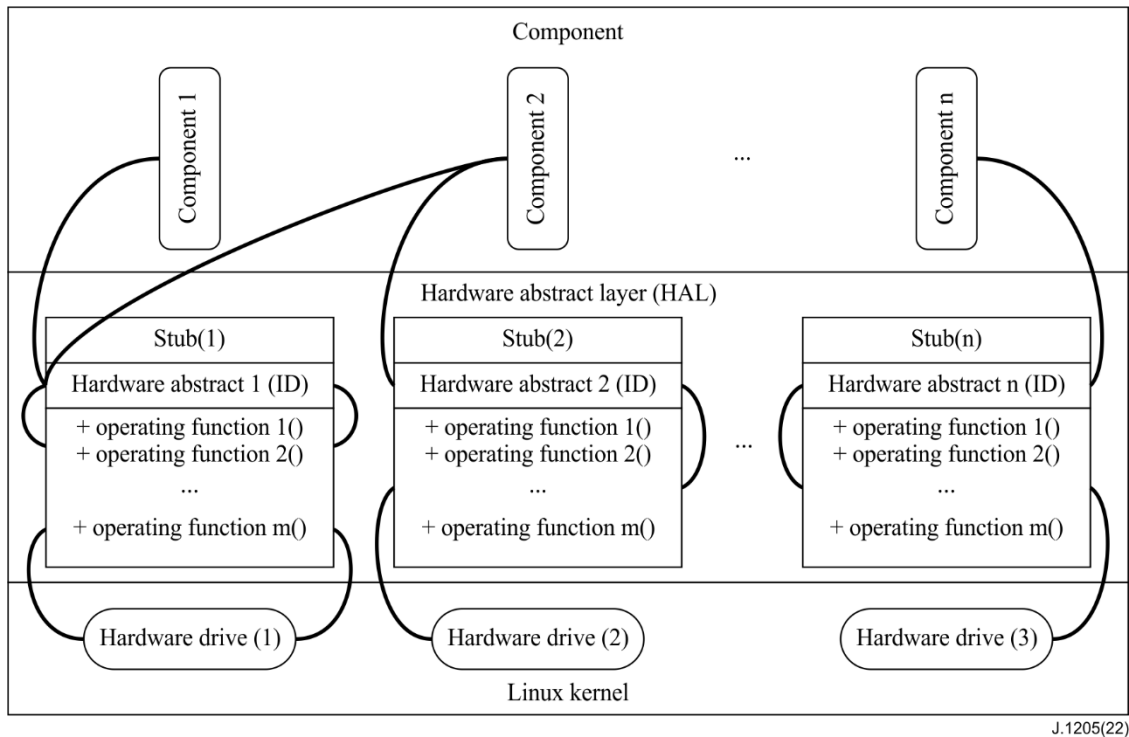 Component
Component 1
Component 2
...
Component n
Hardware abstract layer (HAL)
Stub(1)
Hardware abstract 1 (ID)
+ operating function 1()
+ operating function 2()
...
+ operating function m()
Stub(2)
Hardware abstract 2 (ID)
+ operating function 1()
+ operating function 2()
...
+ operating function m()
...
Stub(n)
Hardware abstract n (ID)
+ operating function 1()
+ operating function 2()
...
+ operating function m()
Hardware drive (1)
Hardware drive (2)
Hardware drive (3)
Linux kernel
J.1205(22)